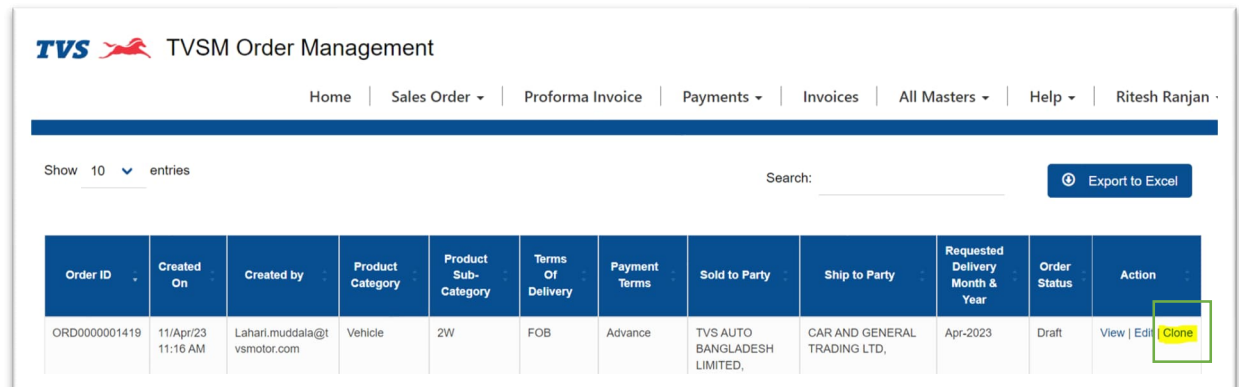 TVS TVSM Order Management
Home Sales Order Proforma Invoice Payments Invoices All Masters Help Ritesh Ranjan
Show 10 entries
Search:
Export to Excel
Order ID
Created
On
Created by
Product
Category
Product
Sub-
Category
Terms
Of
Delivery
Payment
Terms
Sold to Party
Ship to Party
Requested
Delivery
Month &
Year
Order
Status
Action
ORD0000001419
11/Apr/23
11:16 AM
Lahari.muddala@t
vsmotor.com
Vehicle
2W
FOB
Advance
TVS AUTO
BANGLADESH
LIMITED,
CAR AND GENERAL
TRADING LTD,
Apr-2023
Draft
View | Edit | Clone